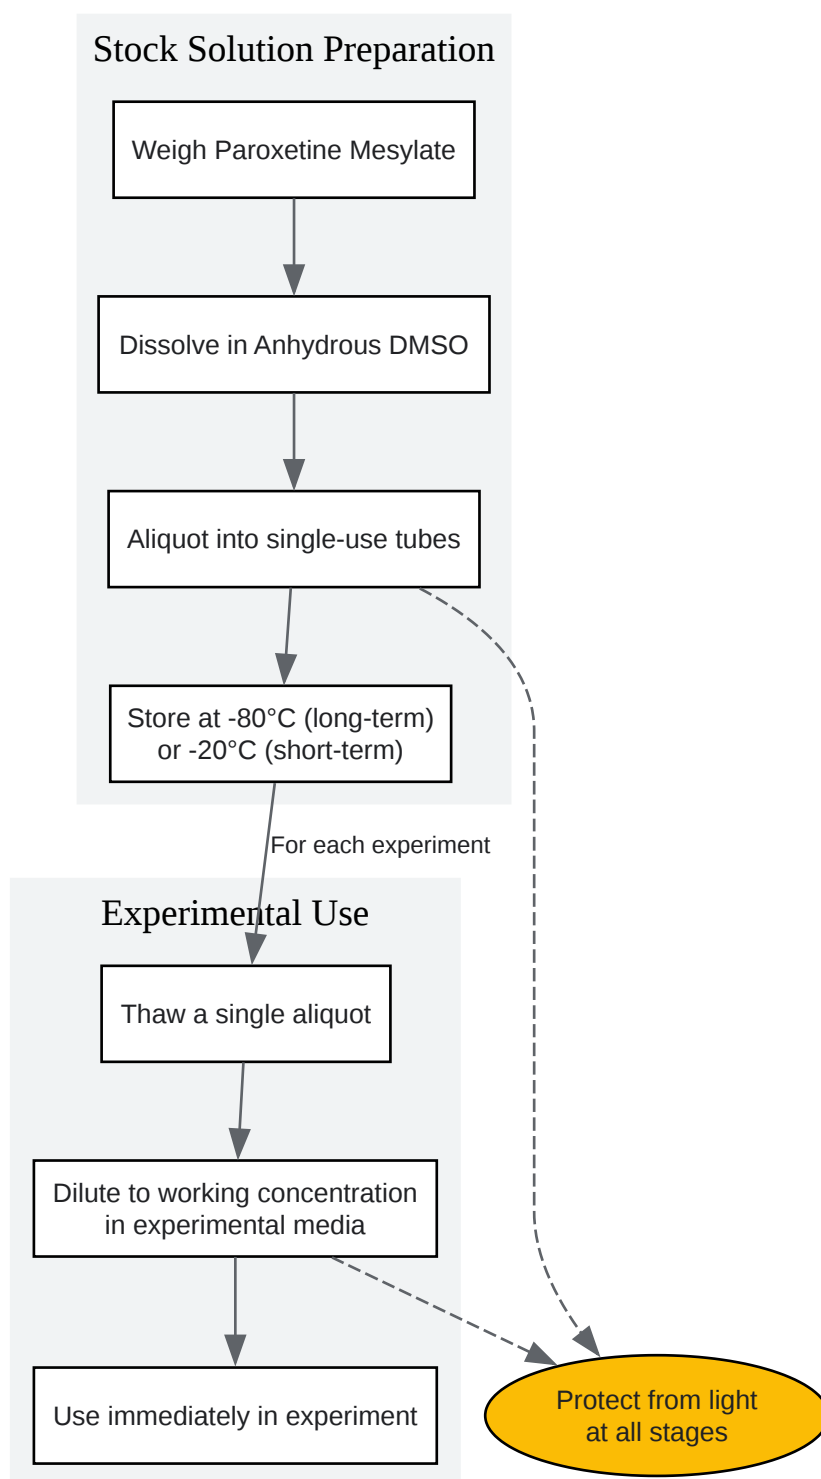 Stock Solution Preparation
Weigh Paroxetine Mesylate
Dissolve in Anhydrous DMSO
Aliquot into single-use tubes
Store at -80°C (long-term)
or -20°C (short-term)
For each experiment
Experimental Use
Thaw a single aliquot
Dilute to working concentration
in experimental media
Use immediately in experiment
Protect from light
at all stages